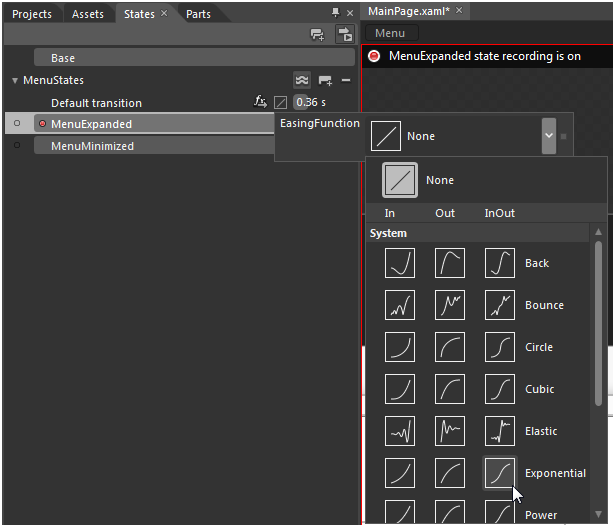 Projects Assets States Parts
Base
MenuStates
Default transition fx 0.36 s
MenuExpanded
MenuMinimized
EasingFunction
MainPage.xaml*
Menu
MenuExpanded state recording is on
None
None
In Out InOut
System
Back
Bounce
Circle
Cubic
Elastic
Exponential
Power